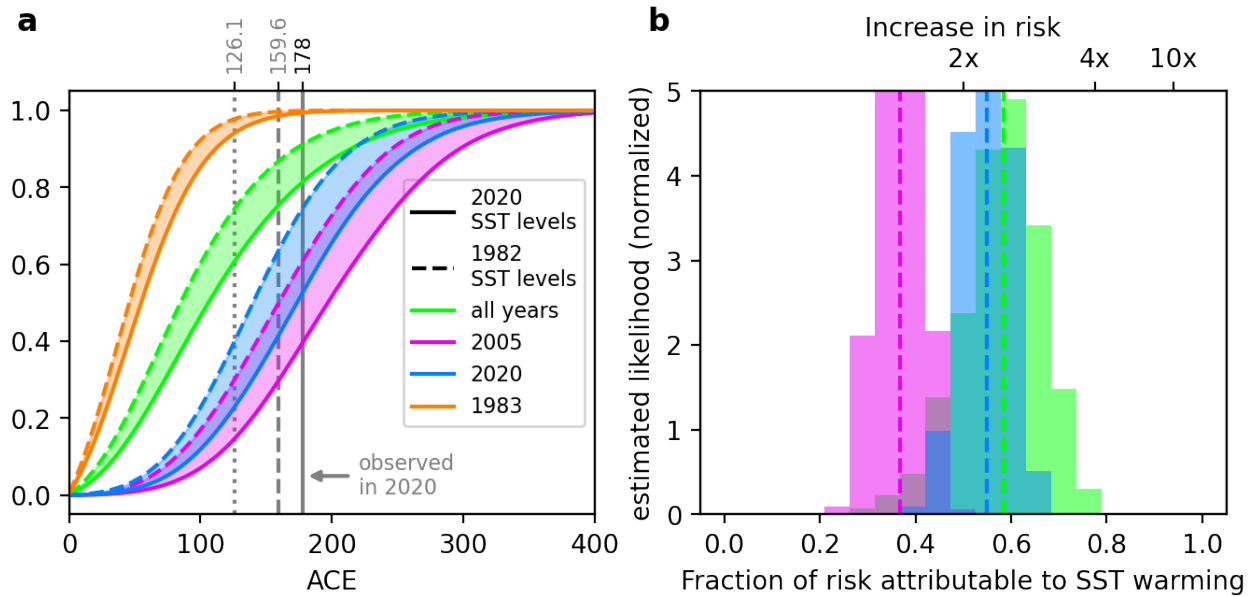 a
126.1
159.6
178
1.0
0.8
0.6
0.4
0.2
0.0
2020
SST levels
1982
SST levels
all years
2005
2020
1983
observed
in 2020
0
100
200
300
400
ACE
b
Increase in risk
2x
4x
10x
estimated likelihood (normalized)
5
4
3
2
1
0
0.0
0.2
0.4
0.6
0.8
1.0
Fraction of risk attributable to SST warming